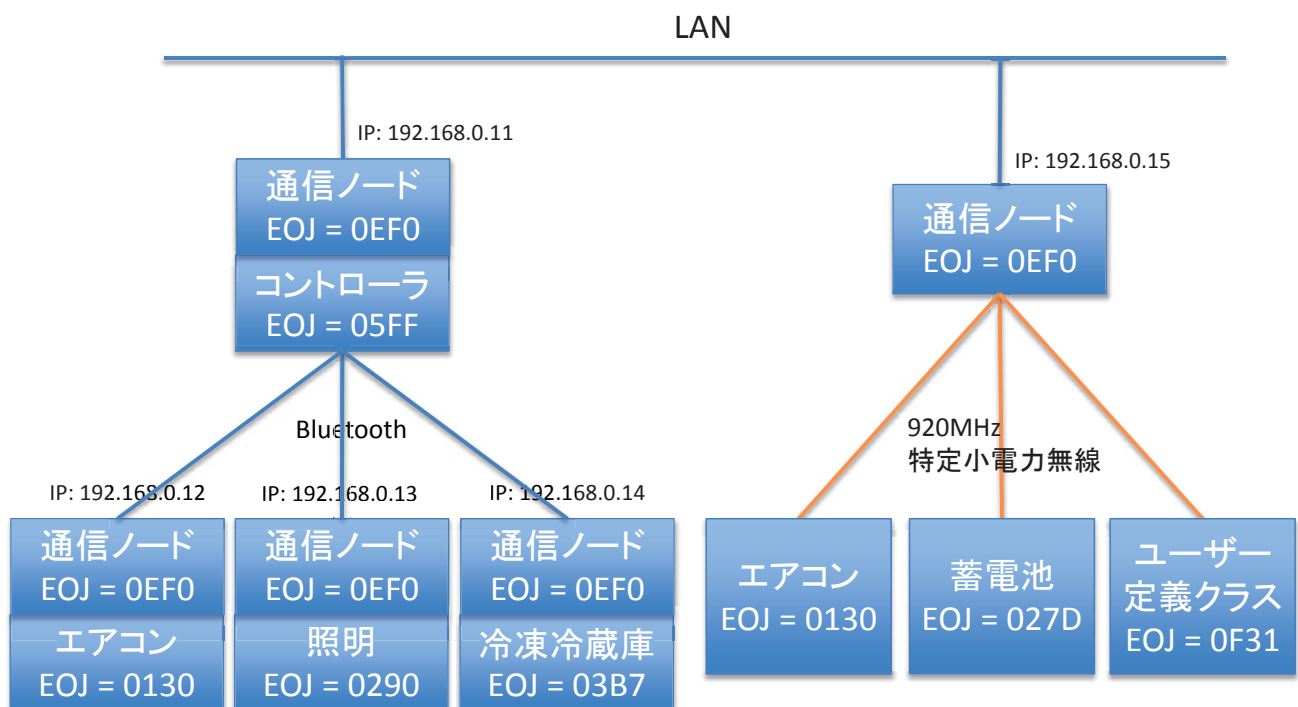 LAN
IP: 192.168.0.11
通信ノード
EOJ = 0EF0
コントローラ
EOJ = 05FF
Bluetooth
IP: 192.168.0.12
通信ノード
EOJ = 0EF0
エアコン
EOJ = 0130
IP: 192.168.0.13
通信ノード
EOJ = 0EF0
照明
EOJ = 0290
IP: 192.168.0.14
通信ノード
EOJ = 0EF0
冷凍冷蔵庫
EOJ = 03B7
IP: 192.168.0.15
通信ノード
EOJ = 0EF0
920MHz
特定小電力無線
エアコン
EOJ = 0130
蓄電池
EOJ = 027D
ユーザー
定義クラス
EOJ = 0F31